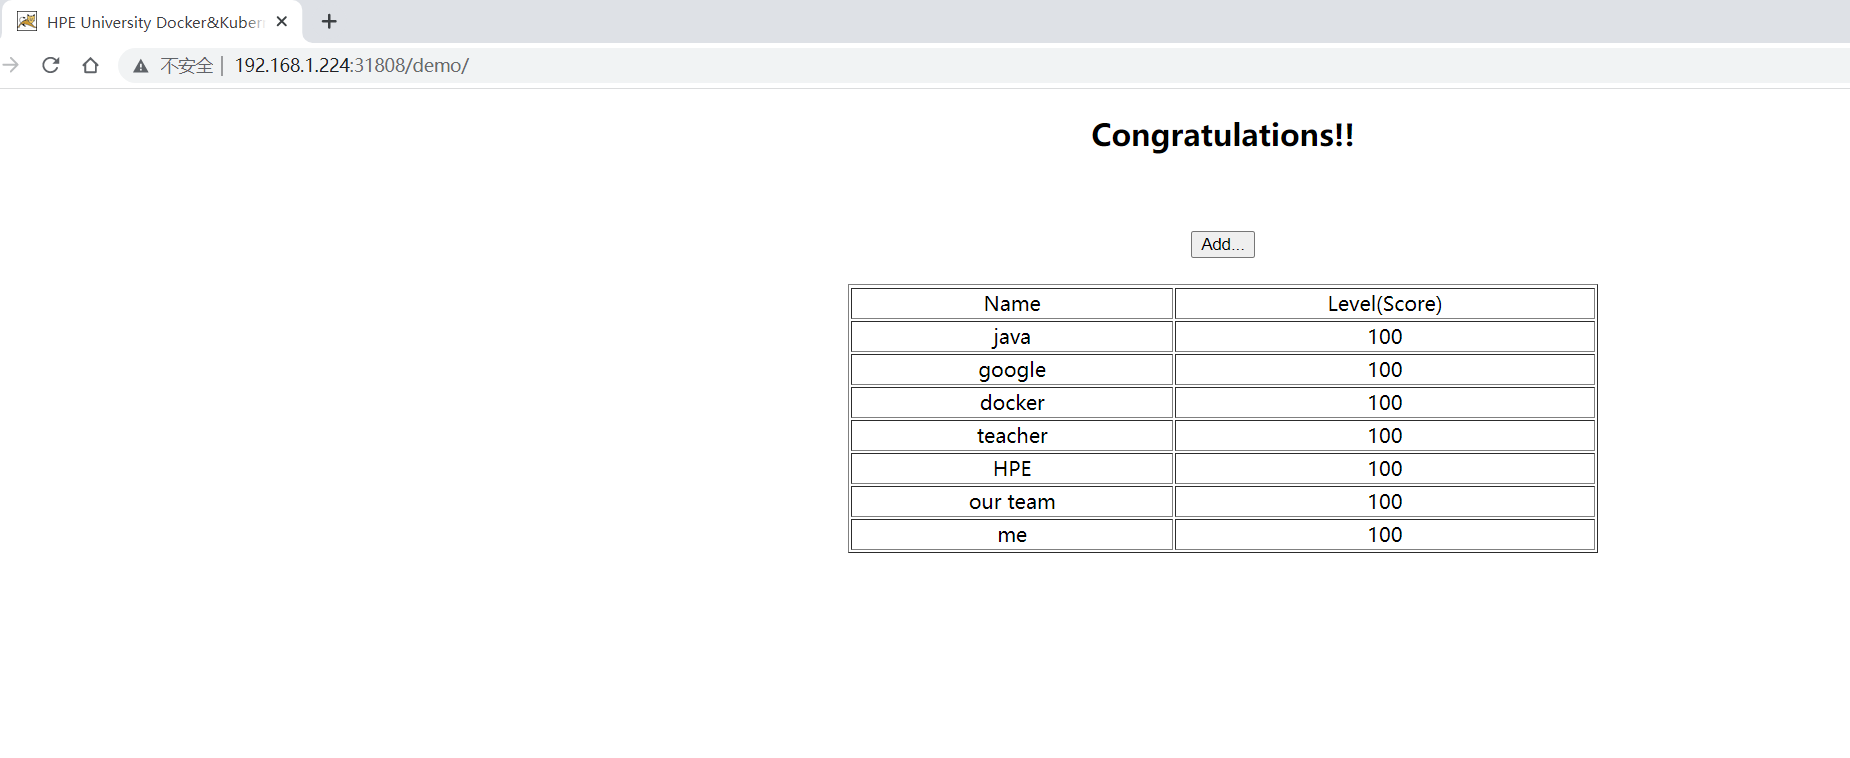 HPE University Docker&Kuber
不安全 | 192.168.1.224:31808/demo/
Congratulations!!
Add...
Name Level(Score)
java 100
google 100
docker 100
teacher 100
HPE 100
our team 100
me 100